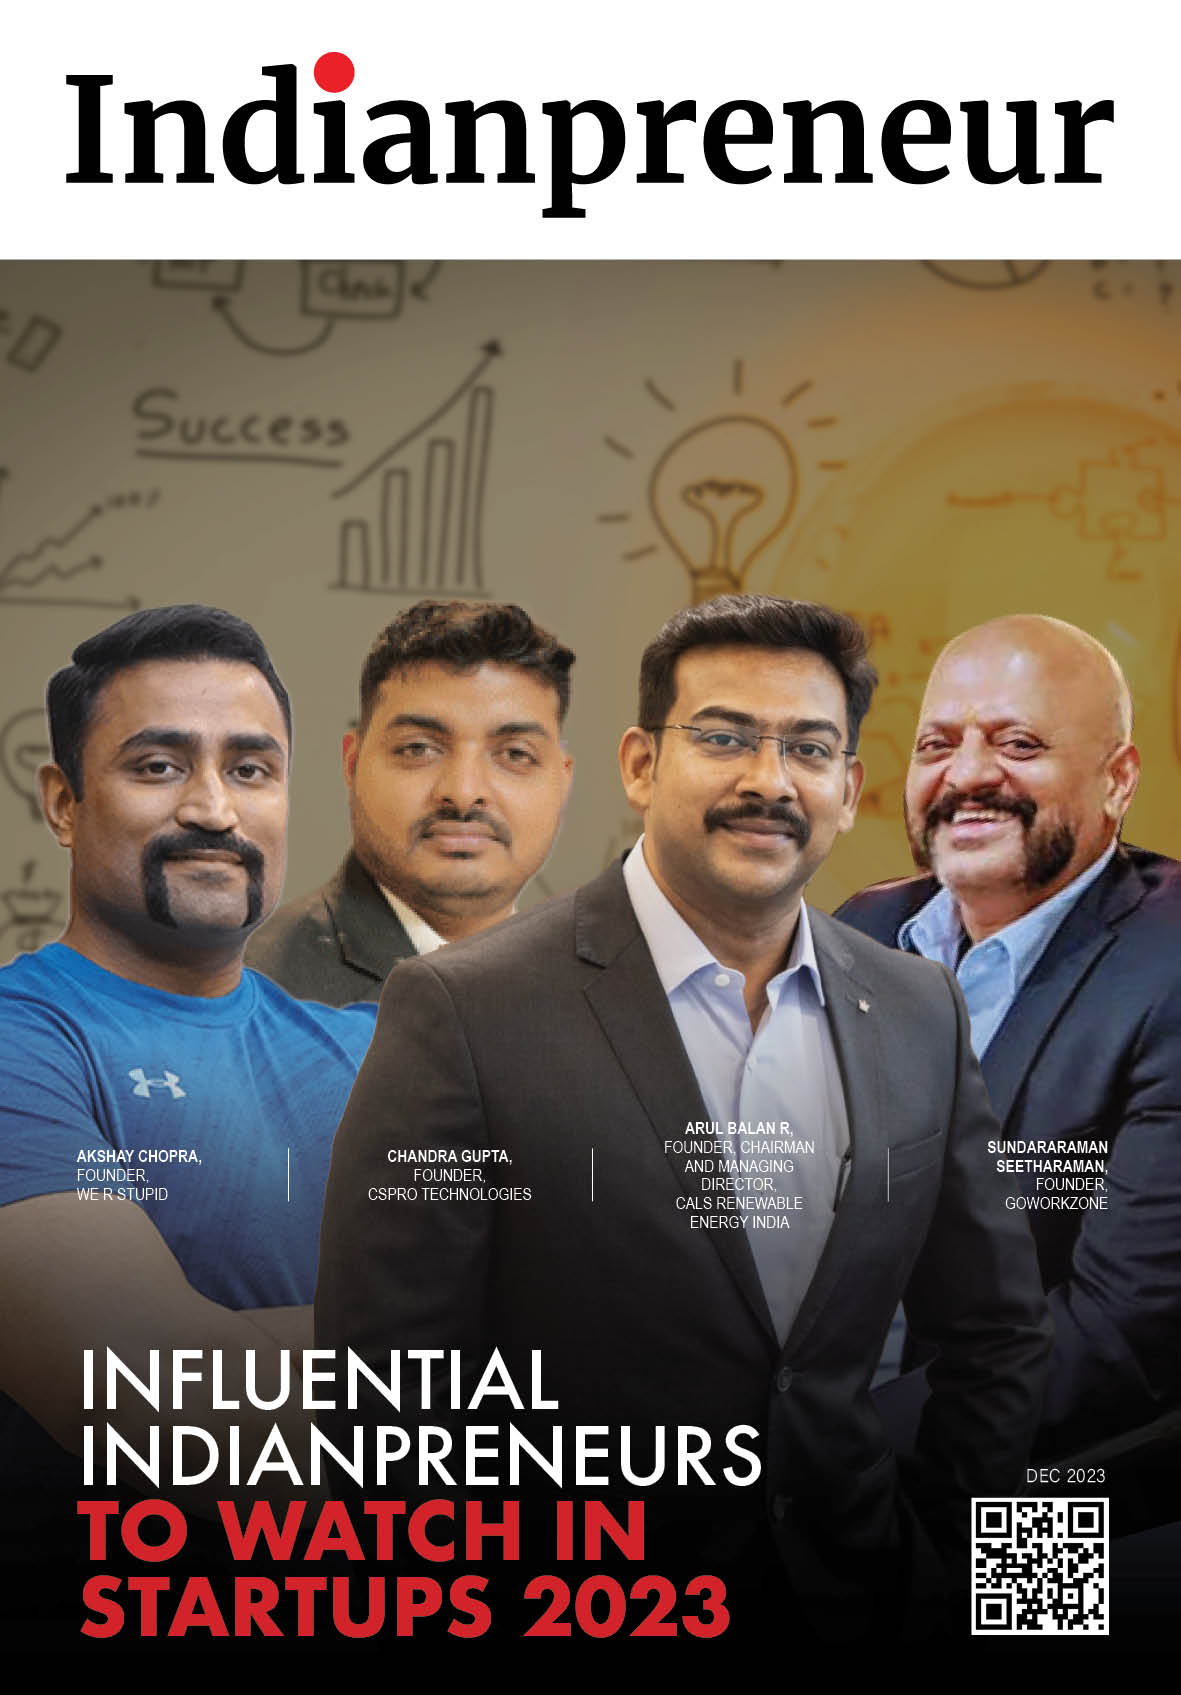 Indianpreneur
Check
Success
AKSHAY CHOPRA,
FOUNDER,
WE R STUPID
CHANDRA GUPTA,
FOUNDER,
CSPRO TECHNOLOGIES
ARUL BALAN R,
FOUNDER, CHAIRMAN
AND MANAGING
DIRECTOR,
CALS RENEWABLE
ENERGY INDIA
SUNDARARAMAN
SEETHARAMAN,
FOUNDER,
GOWORKZONE
INFLUENTIAL
INDIANPRENEURS
TO WATCH IN
STARTUPS 2023
DEC 2023